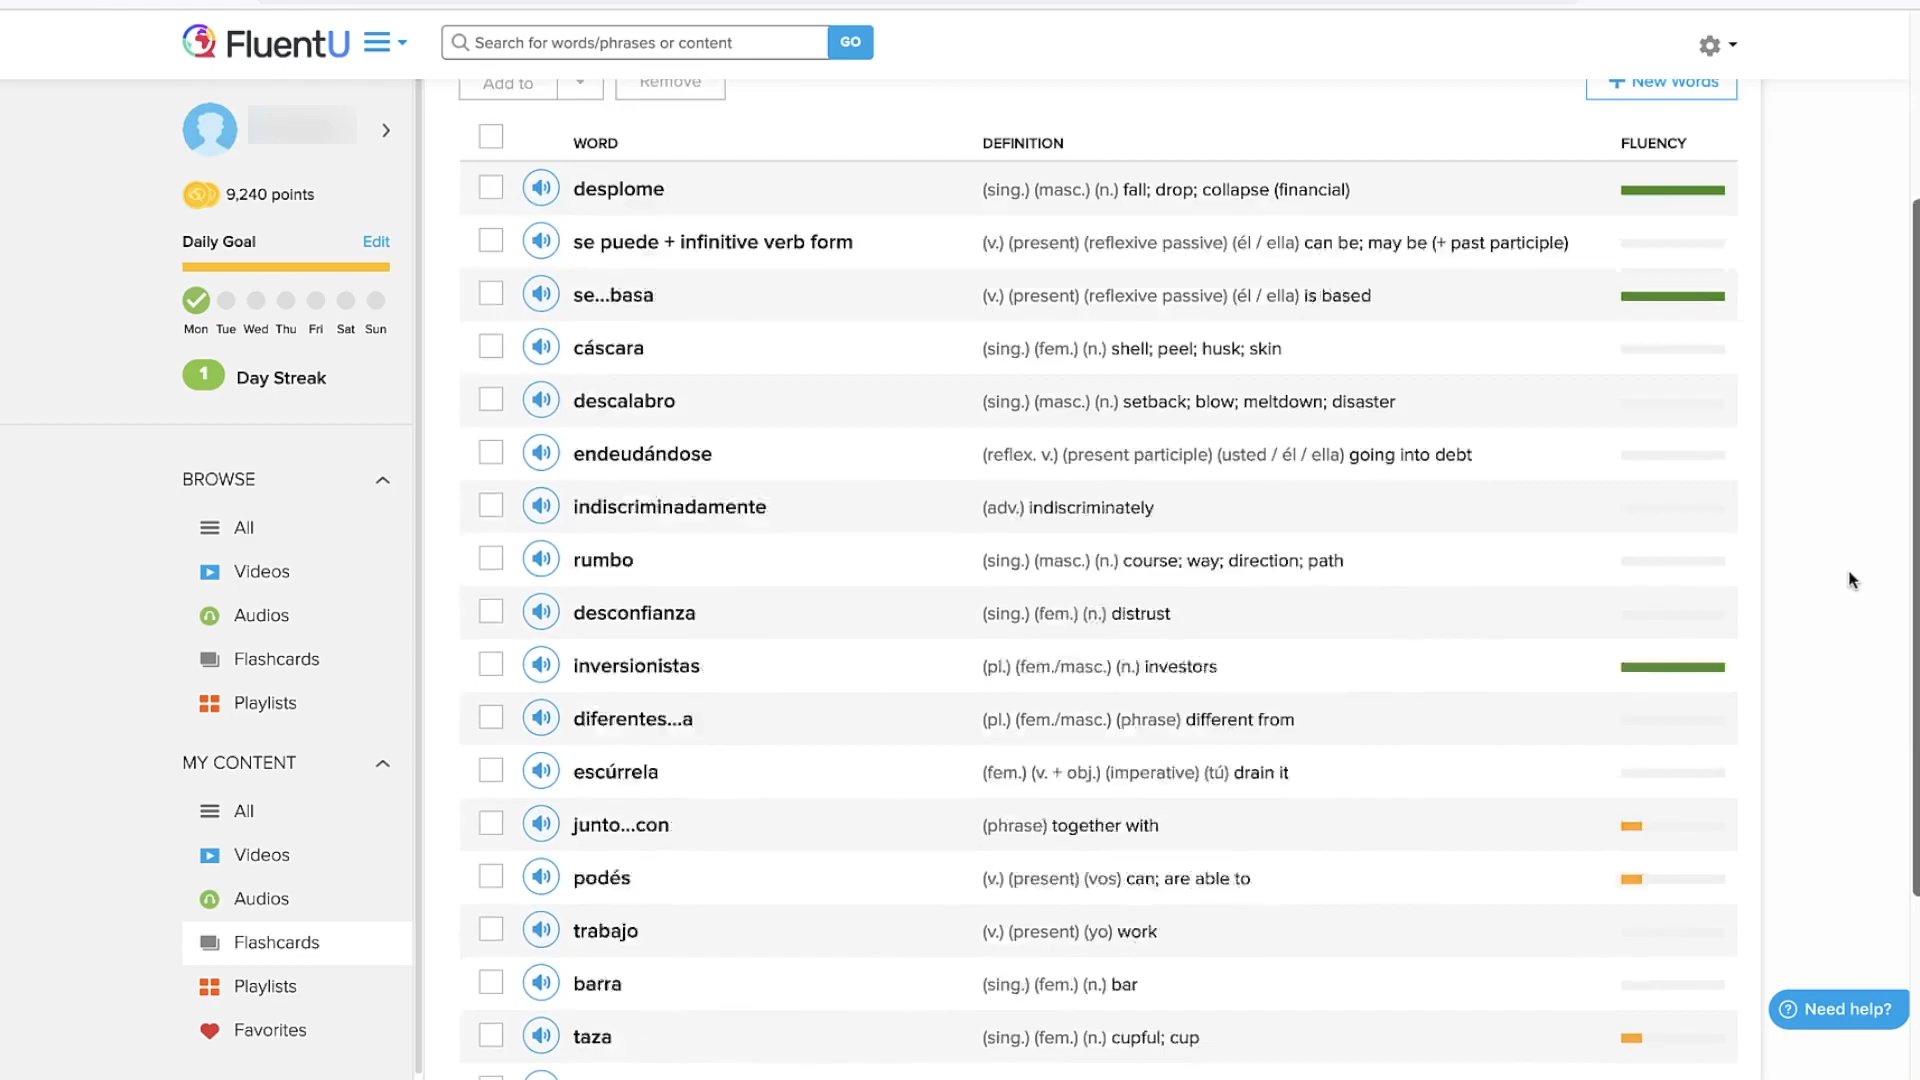 FluentU
Search for words/phrases or content
GO
Add to
Remove
New Words
9,240 points
Daily Goal
Edit
Mon Tue Wed Thu Fri Sat Sun
1
Day Streak
BROWSE
All
Videos
Audios
Flashcards
Playlists
MY CONTENT
All
Videos
Audios
Flashcards
Playlists
Favorites
WORD DEFINITION FLUENCY
desplome (sing.) (masc.) (n.) fall; drop; collapse (financial)
se puede + infinitive verb form (v.) (present) (reflexive passive) (él / ella) can be; may be (+ past participle)
se...basa (v.) (present) (reflexive passive) (él / ella) is based
cáscara (sing.) (fem.) (n.) shell; peel; husk; skin
descalabro (sing.) (masc.) (n.) setback; blow; meltdown; disaster
endeudándose (reflex. v.) (present participle) (usted / él / ella) going into debt
indiscriminadamente (adv.) indiscriminately
rumbo (sing.) (masc.) (n.) course; way; direction; path
desconfianza (sing.) (fem.) (n.) distrust
inversionistas (pl.) (fem./masc.) (n.) investors
diferentes...a (pl.) (fem./masc.) (phrase) different from
escúrrela (fem.) (v. + obj.) (imperative) (tú) drain it
junto...con (phrase) together with
podés (v.) (present) (vos) can; are able to
trabajo (v.) (present) (yo) work
barra (sing.) (fem.) (n.) bar
taza (sing.) (fem.) (n.) cupful; cup
Need help?